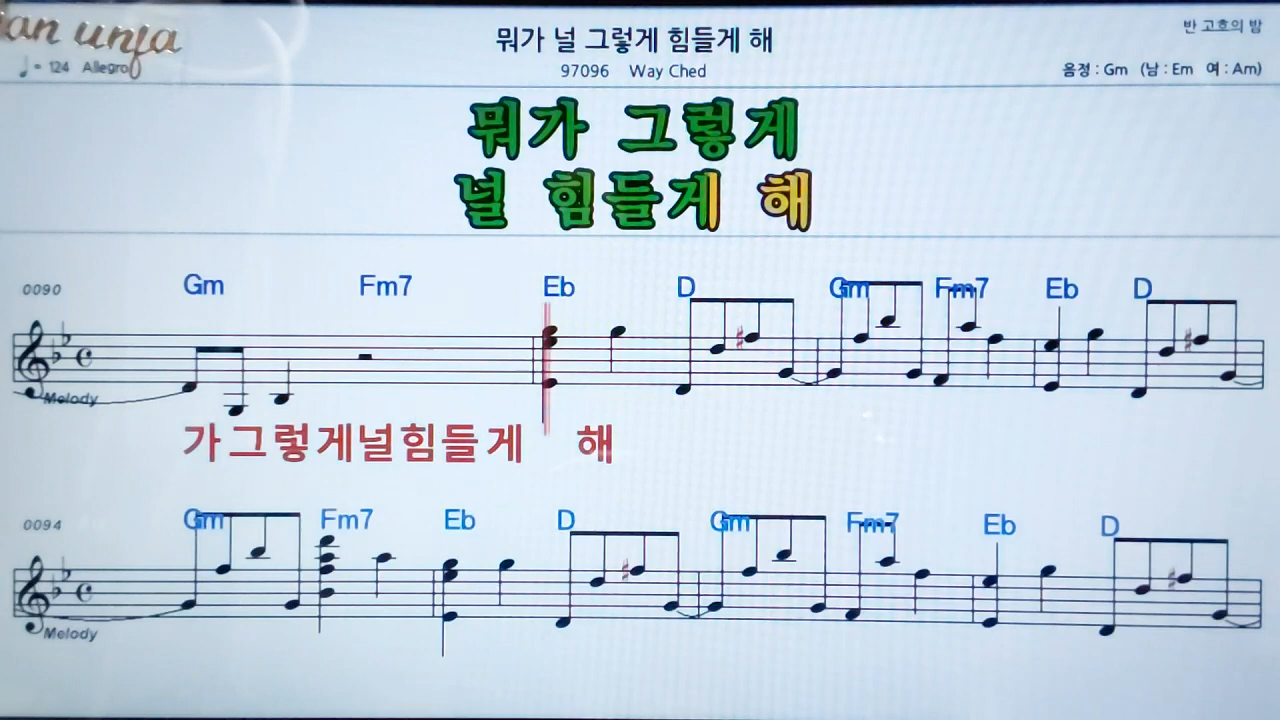 뭐가 널 그렇게 힘들게 해
반 고흐의 밤
♩= 124 Allegro
97096 Way Ched
음정 : Gm (남 : Em 여 : Am)
뭐가 그렇게
널 힘들게 해
0090 Gm Fm7 Eb D Gm Fm7 Eb D
Melody
가그렇게널힘들게 해
0094 Gm Fm7 Eb D Gm Fm7 Eb D
Melody